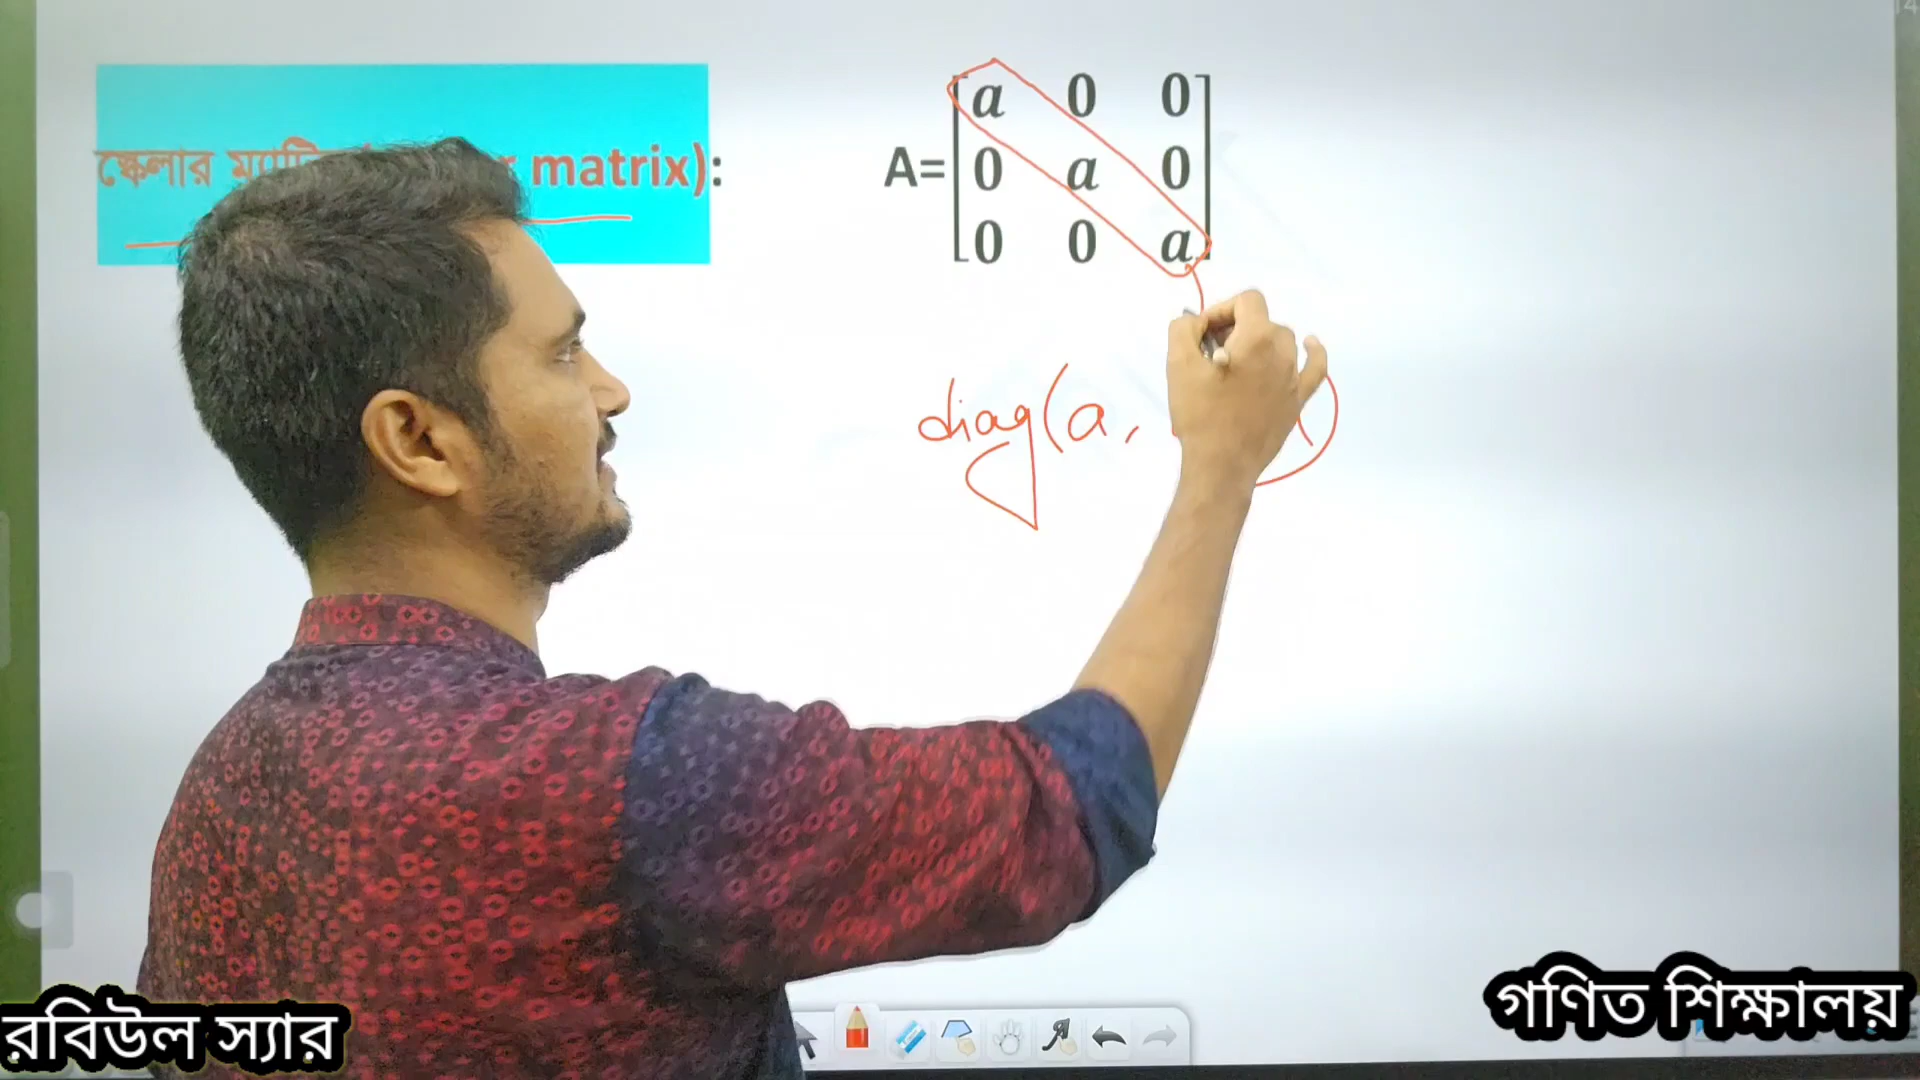 স্কেলার matrix):
A= [a 0 0
0 a 0
0 0 a]
diag(a,
রবিউল স্যার
গণিত শিক্ষালয়